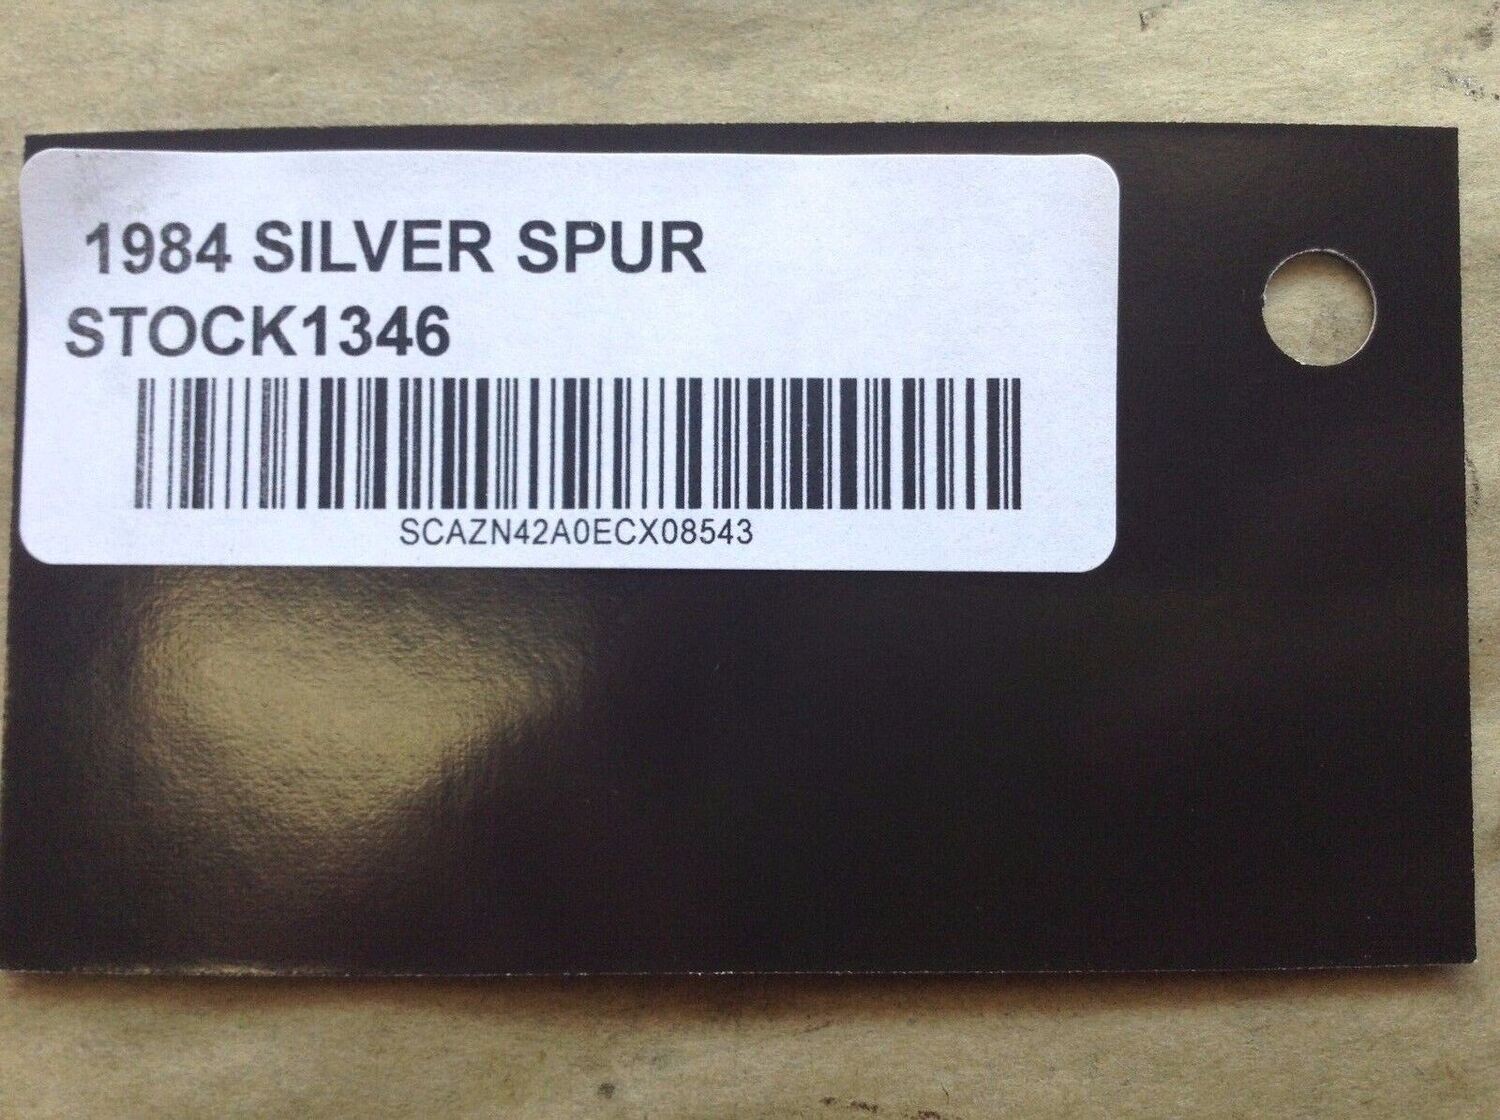 1984 SILVER SPUR
STOCK1346
SCAZN42A0ECX08543